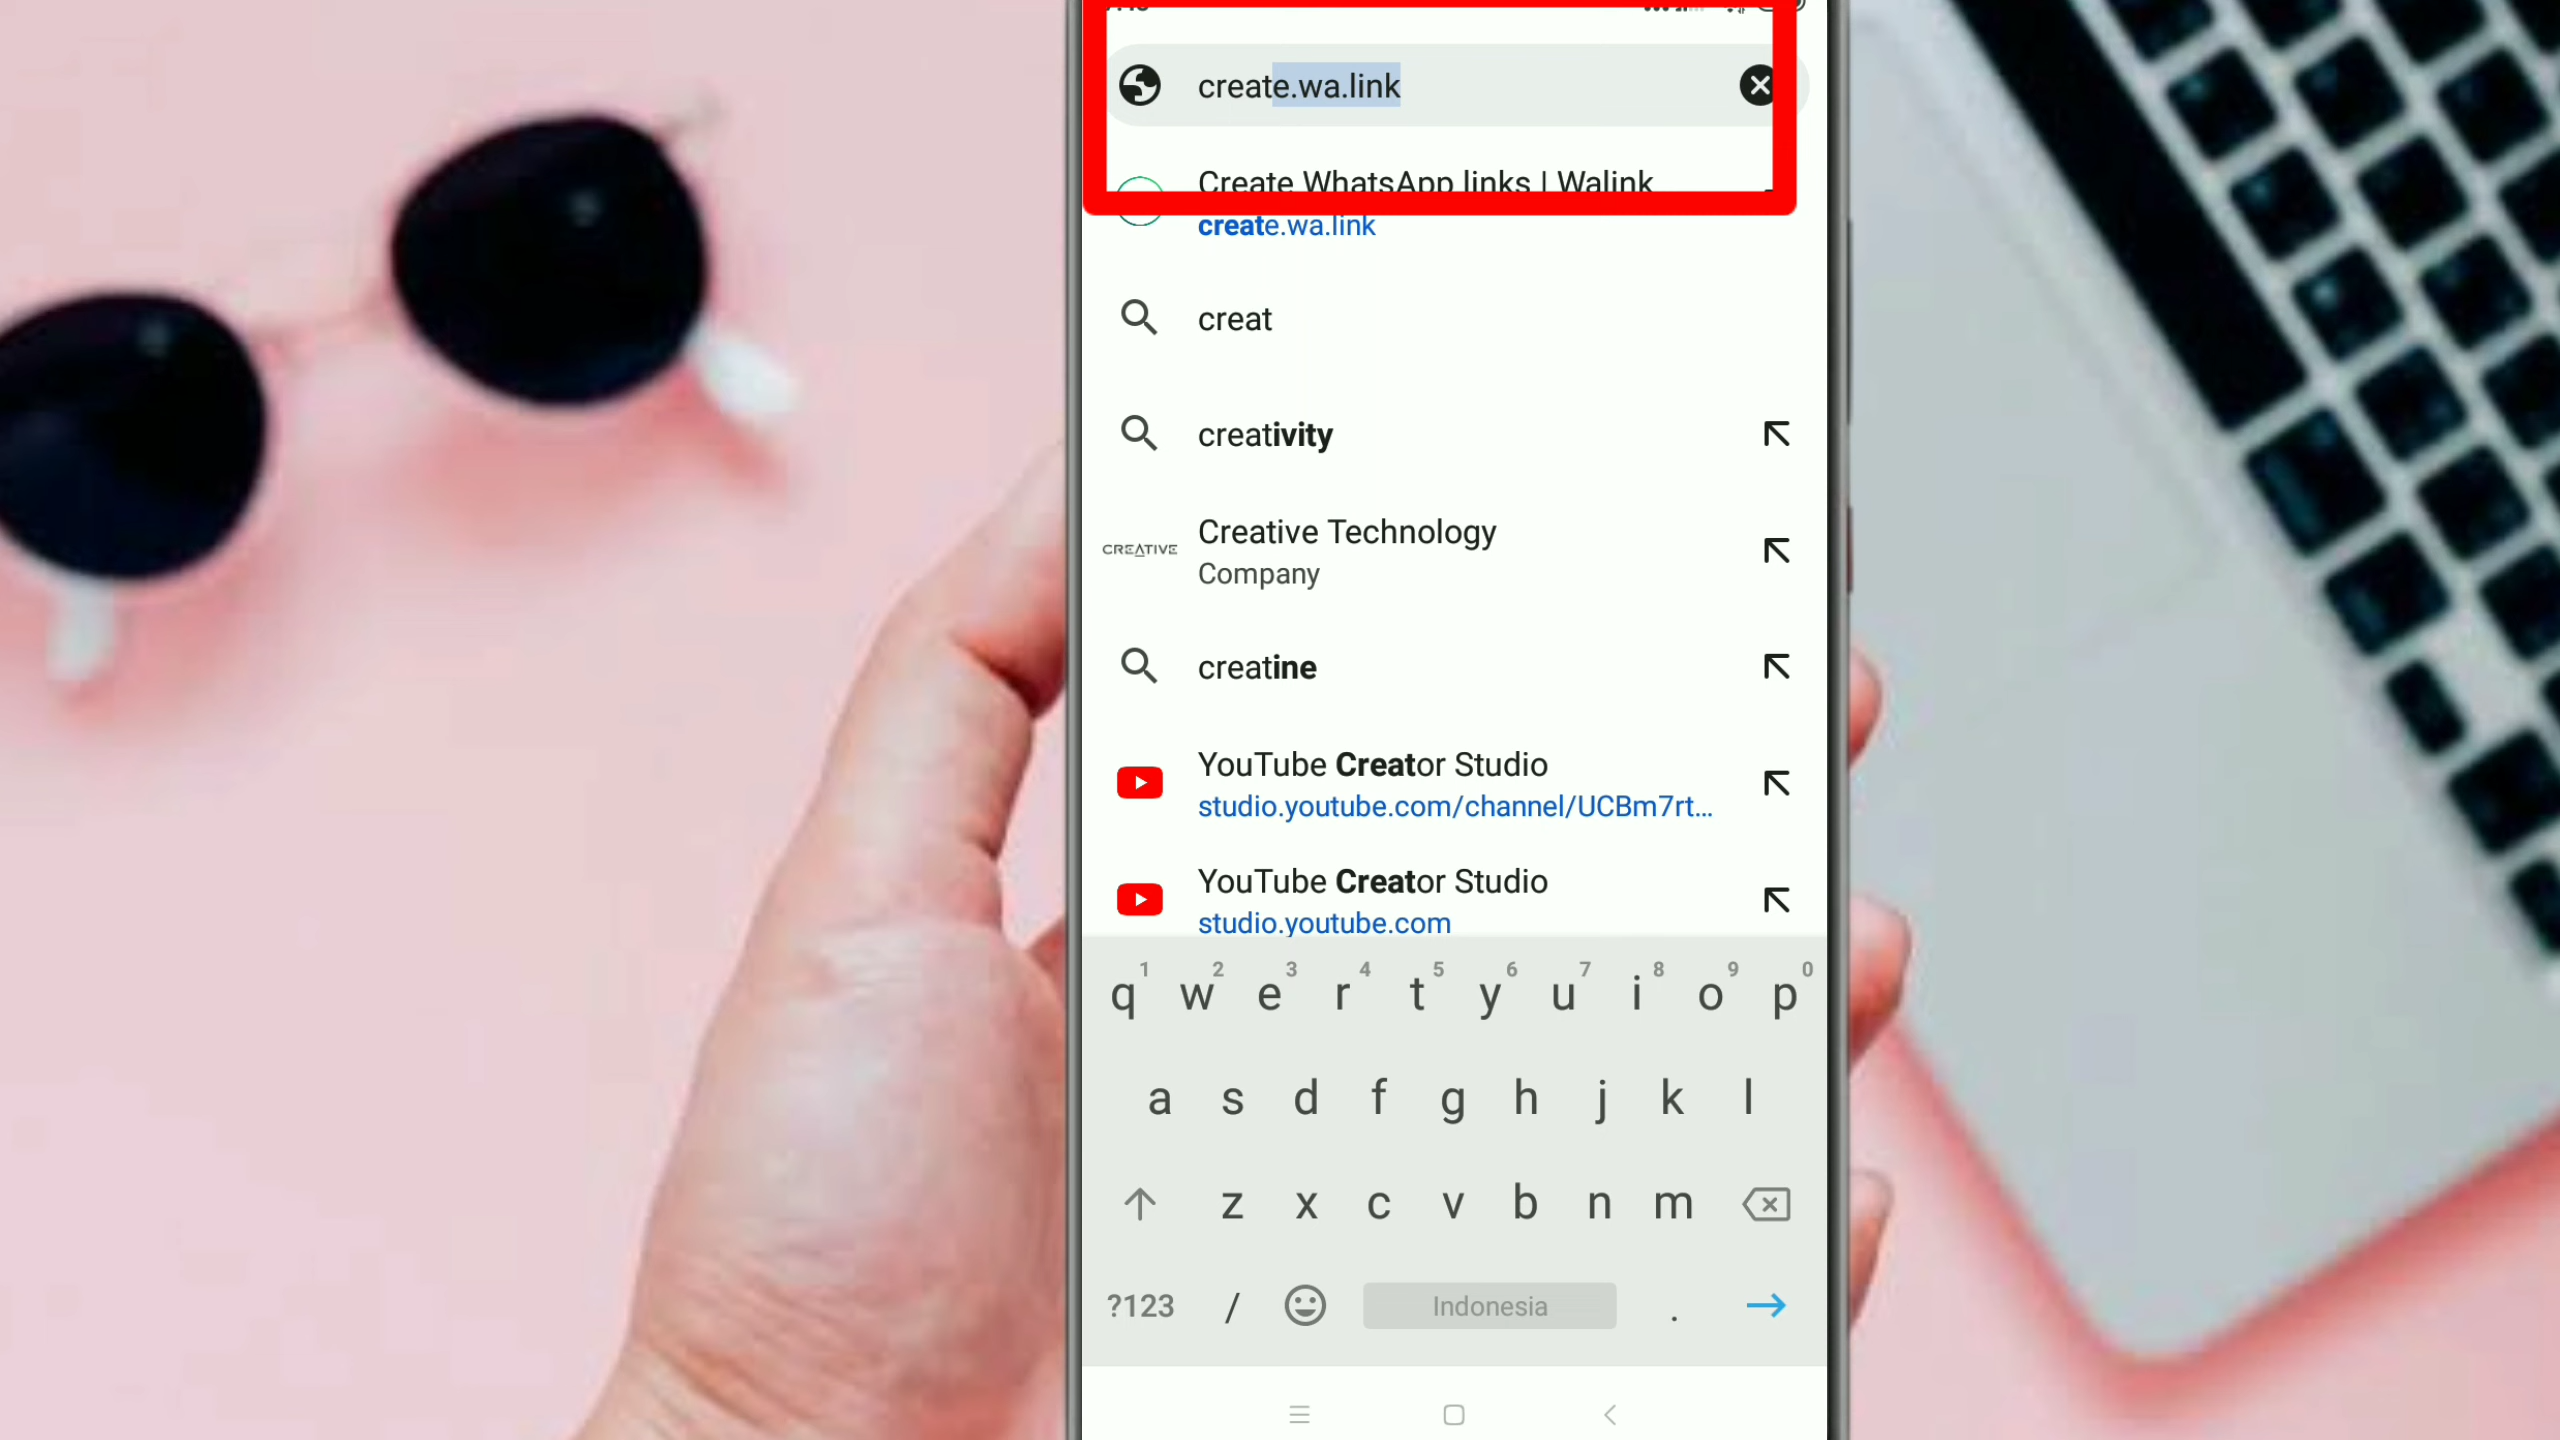 create.wa.link
Create WhatsApp links | Walink
create.wa.link
creat
creativity
CREATIVE
Creative Technology
Company
creatine
YouTube Creator Studio
studio.youtube.com/channel/UCBm7rt...
YouTube Creator Studio
studio.youtube.com
1 2 3 4 5 6 7 8 9 0
q w e r t y u i o p
a s d f g h j k l
z x c v b n m
?123 / Indonesia .